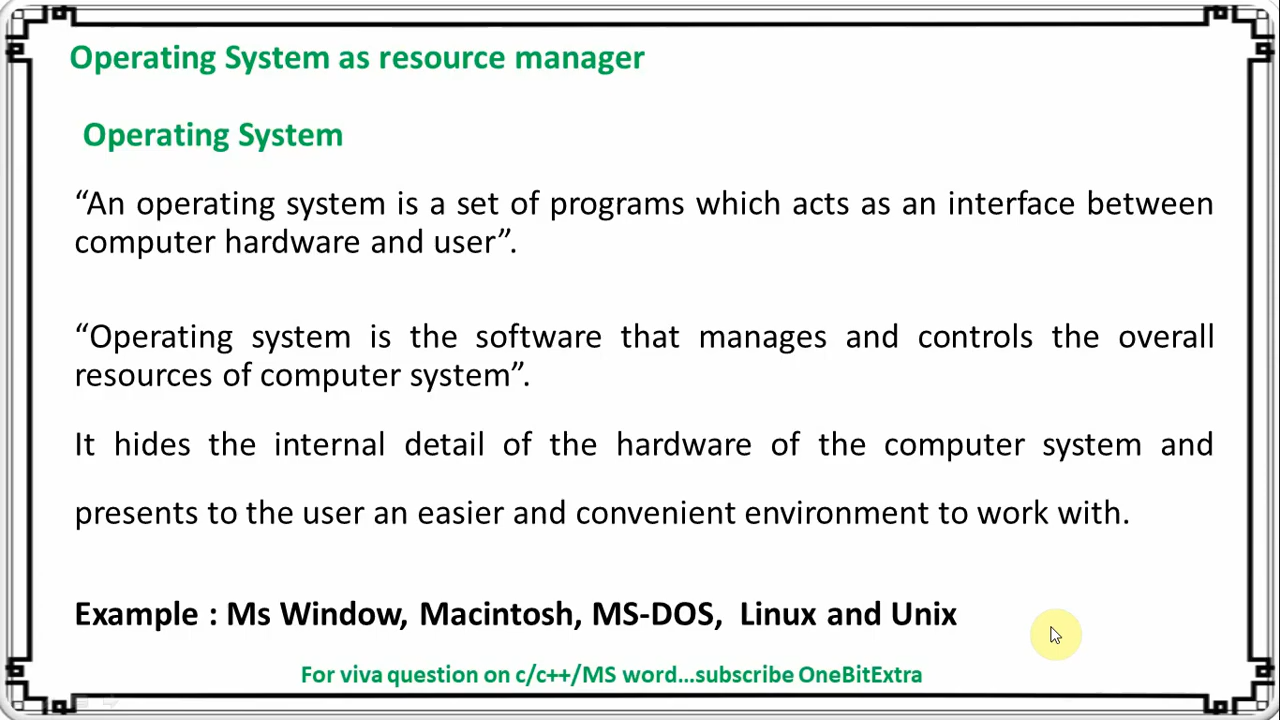 Operating System as resource manager
Operating System
“An operating system is a set of programs which acts as an interface between
computer hardware and user”.
“Operating system is the software that manages and controls the overall
resources of computer system”.
It hides the internal detail of the hardware of the computer system and
presents to the user an easier and convenient environment to work with.
Example : Ms Window, Macintosh, MS-DOS, Linux and Unix
For viva question on c/c++/MS word...subscribe OneBitExtra